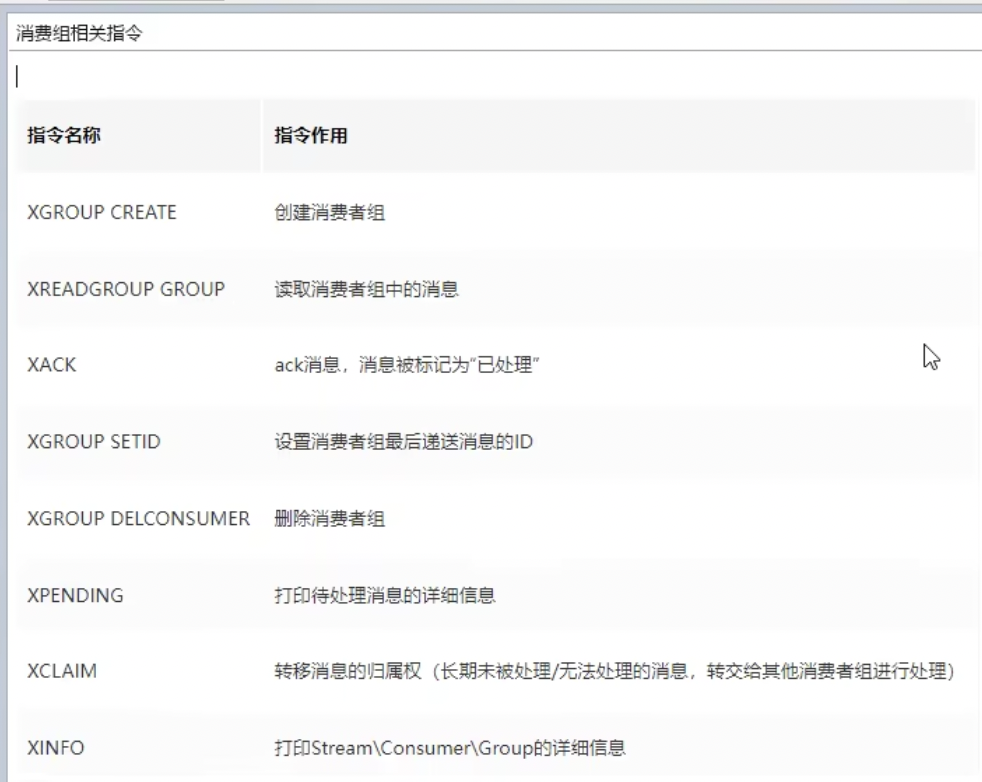 消费组相关指令
指令名称 指令作用
XGROUP CREATE 创建消费者组
XREADGROUP GROUP 读取消费者组中的消息
XACK ack消息，消息被标记为“已处理”
XGROUP SETID 设置消费者组最后递送消息的ID
XGROUP DELCONSUMER 删除消费者组
XPENDING 打印待处理消息的详细信息
XCLAIM 转移消息的归属权（长期未被处理/无法处理的消息，转交给其他消费者组进行处理）
XINFO 打印Stream\Consumer\Group的详细信息